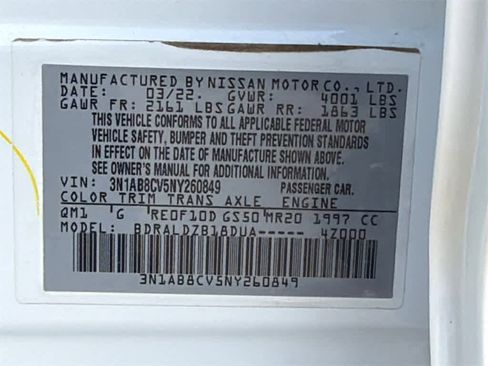 MANUFACTURED BY NISSAN MOTOR CO., LTD.
DATE: 03/22. GVWR: 4001 LBS
GAWR FR: 2161 LBS GAWR RR: 1863 LBS
THIS VEHICLE CONFORMS TO ALL APPLICABLE FEDERAL MOTOR
VEHICLE SAFETY, BUMPER AND THEFT PREVENTION STANDARDS
IN EFFECT ON THE DATE OF MANUFACTURE SHOWN ABOVE.
SEE OWNER'S MANUAL FOR ADDITIONAL INFORMATION.
VIN: 3N1AB8CV5NY260849 PASSENGER CAR.
COLOR TRIM TRANS AXLE ENGINE
QM1 G RE0F10D GS50 MR20 1997 CC
MODEL: BDRALDZB18DUA----- 4Z000
3N1AB8CV5NY260849